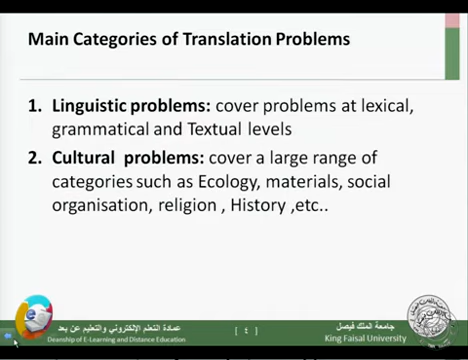 Main Categories of Translation Problems
1. Linguistic problems: cover problems at lexical,
grammatical and Textual levels
2. Cultural problems: cover a large range of
categories such as Ecology, materials, social
organisation, religion , History ,etc..
عمادة التعلم الإلكتروني والتعليم عن بعد
Deanship of E-Learning and Distance Education
[ ٤ ]
جامعة الملك فيصل
King Faisal University